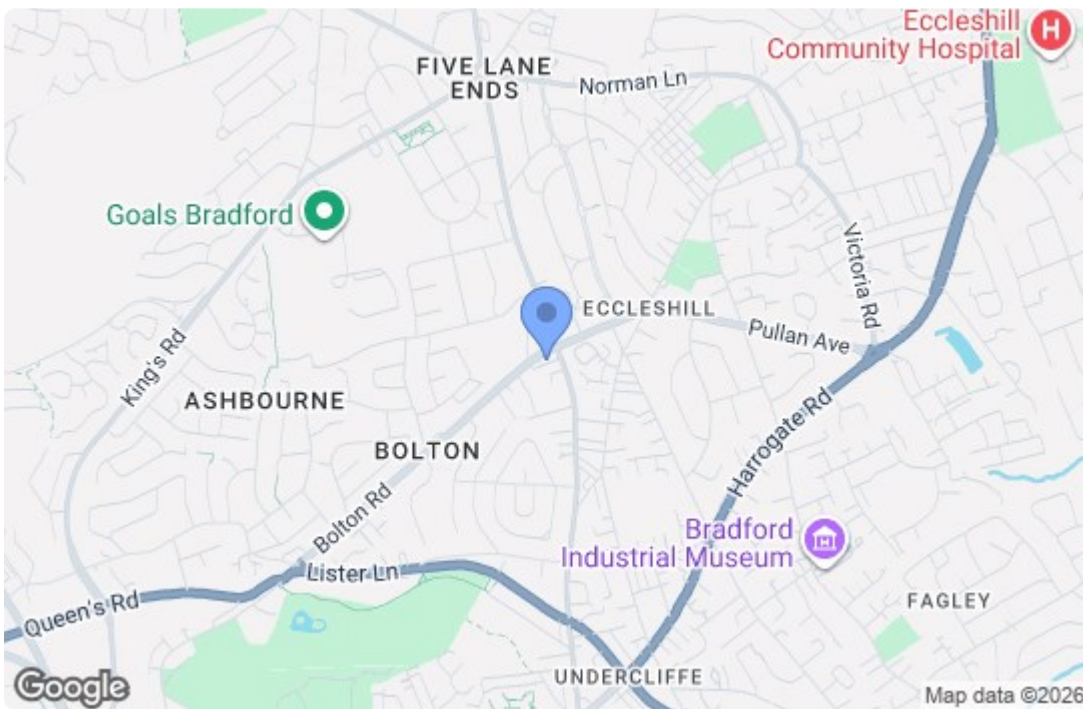 Eccleshill
Community Hospital
H
FIVE LANE
ENDS
Norman Ln
Goals Bradford
Victoria Rd
ECCLESHILL
Pullan Ave
King's Rd
ASHBOURNE
Harrogate Rd
BOLTON
Bolton Rd
Bradford
Industrial Museum
Lister Ln
Queen's Rd
FAGLEY
UNDERCLIFFE
Google
Map data ©2026